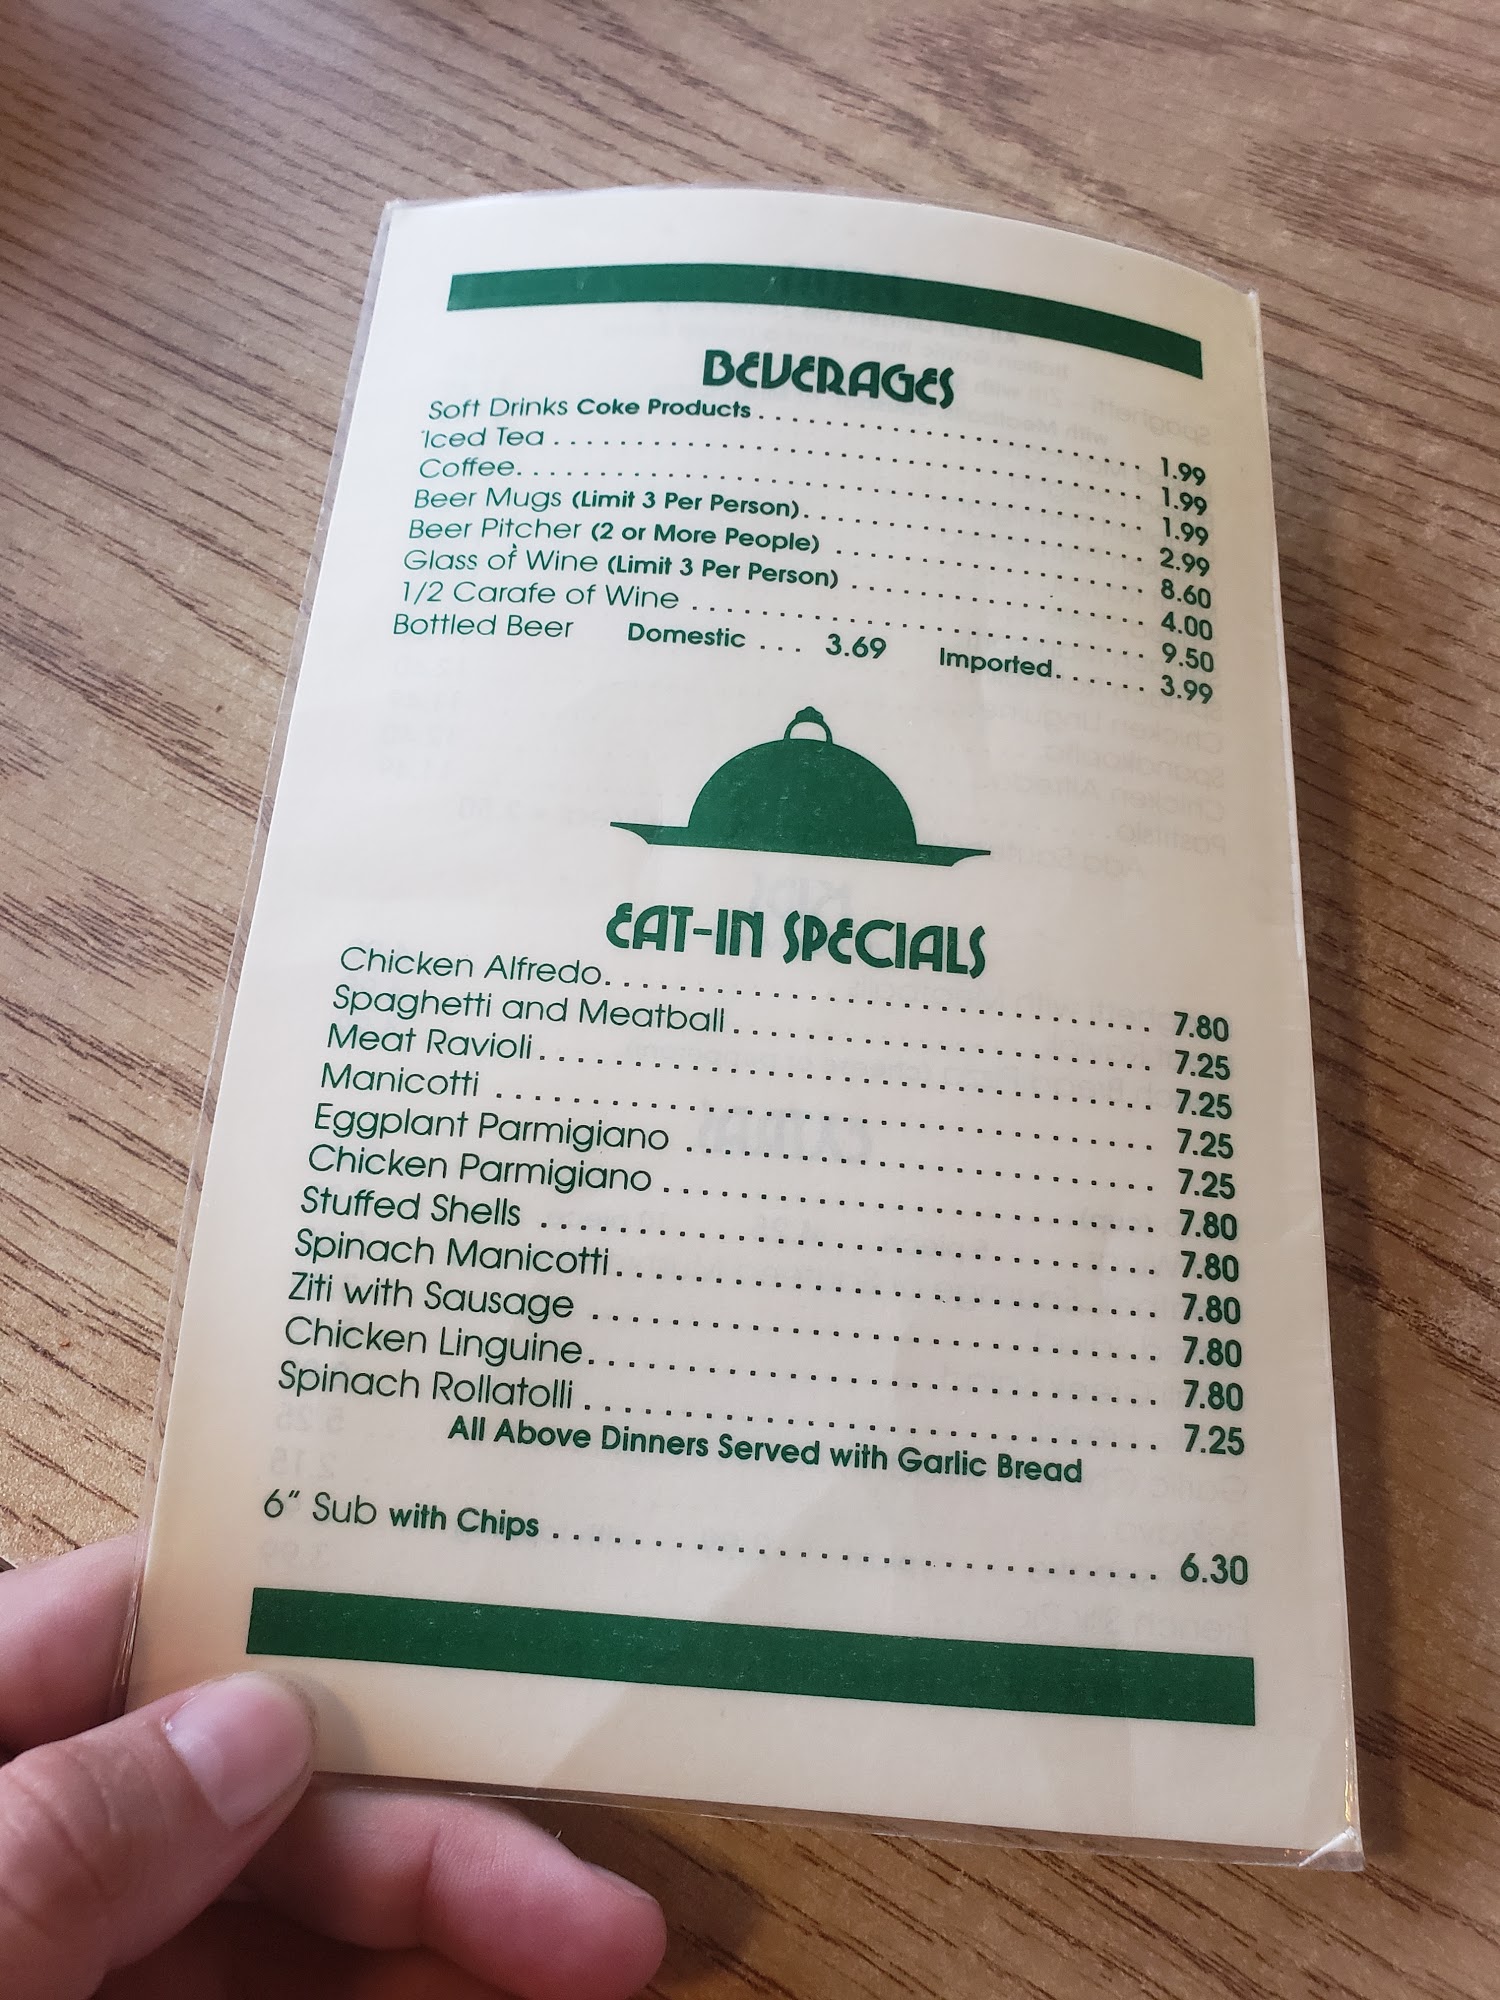 BEVERAGES
Soft Drinks Coke Products . . . . . . . . . . . . . . . . . . . . . . . . . 1.99
Iced Tea . . . . . . . . . . . . . . . . . . . . . . . . . . . . . . . . . . . . . . 1.99
Coffee. . . . . . . . . . . . . . . . . . . . . . . . . . . . . . . . . . . . . . . . 1.99
Beer Mugs (Limit 3 Per Person). . . . . . . . . . . . . . . . . . . . . . 2.99
Beer Pitcher (2 or More People) . . . . . . . . . . . . . . . . . . . . . 8.60
Glass of Wine (Limit 3 Per Person) . . . . . . . . . . . . . . . . . . . 4.00
1/2 Carafe of Wine . . . . . . . . . . . . . . . . . . . . . . . . . . . . . . 9.50
Bottled Beer Domestic . . . 3.69 Imported. . . . . . 3.99
EAT-IN SPECIALS
Chicken Alfredo. . . . . . . . . . . . . . . . . . . . . . . . . . . . . . . . . 7.80
Spaghetti and Meatball . . . . . . . . . . . . . . . . . . . . . . . . . . . 7.25
Meat Ravioli . . . . . . . . . . . . . . . . . . . . . . . . . . . . . . . . . . . 7.25
Manicotti . . . . . . . . . . . . . . . . . . . . . . . . . . . . . . . . . . . . . 7.25
Eggplant Parmigiano . . . . . . . . . . . . . . . . . . . . . . . . . . . . . 7.25
Chicken Parmigiano . . . . . . . . . . . . . . . . . . . . . . . . . . . . . . 7.80
Stuffed Shells . . . . . . . . . . . . . . . . . . . . . . . . . . . . . . . . . . 7.80
Spinach Manicotti . . . . . . . . . . . . . . . . . . . . . . . . . . . . . . . 7.80
Ziti with Sausage . . . . . . . . . . . . . . . . . . . . . . . . . . . . . . . . 7.80
Chicken Linguine. . . . . . . . . . . . . . . . . . . . . . . . . . . . . . . . 7.80
Spinach Rollatolli . . . . . . . . . . . . . . . . . . . . . . . . . . . . . . . . 7.25
All Above Dinners Served with Garlic Bread
6" Sub with Chips . . . . . . . . . . . . . . . . . . . . . . . . . . . . . . . 6.30